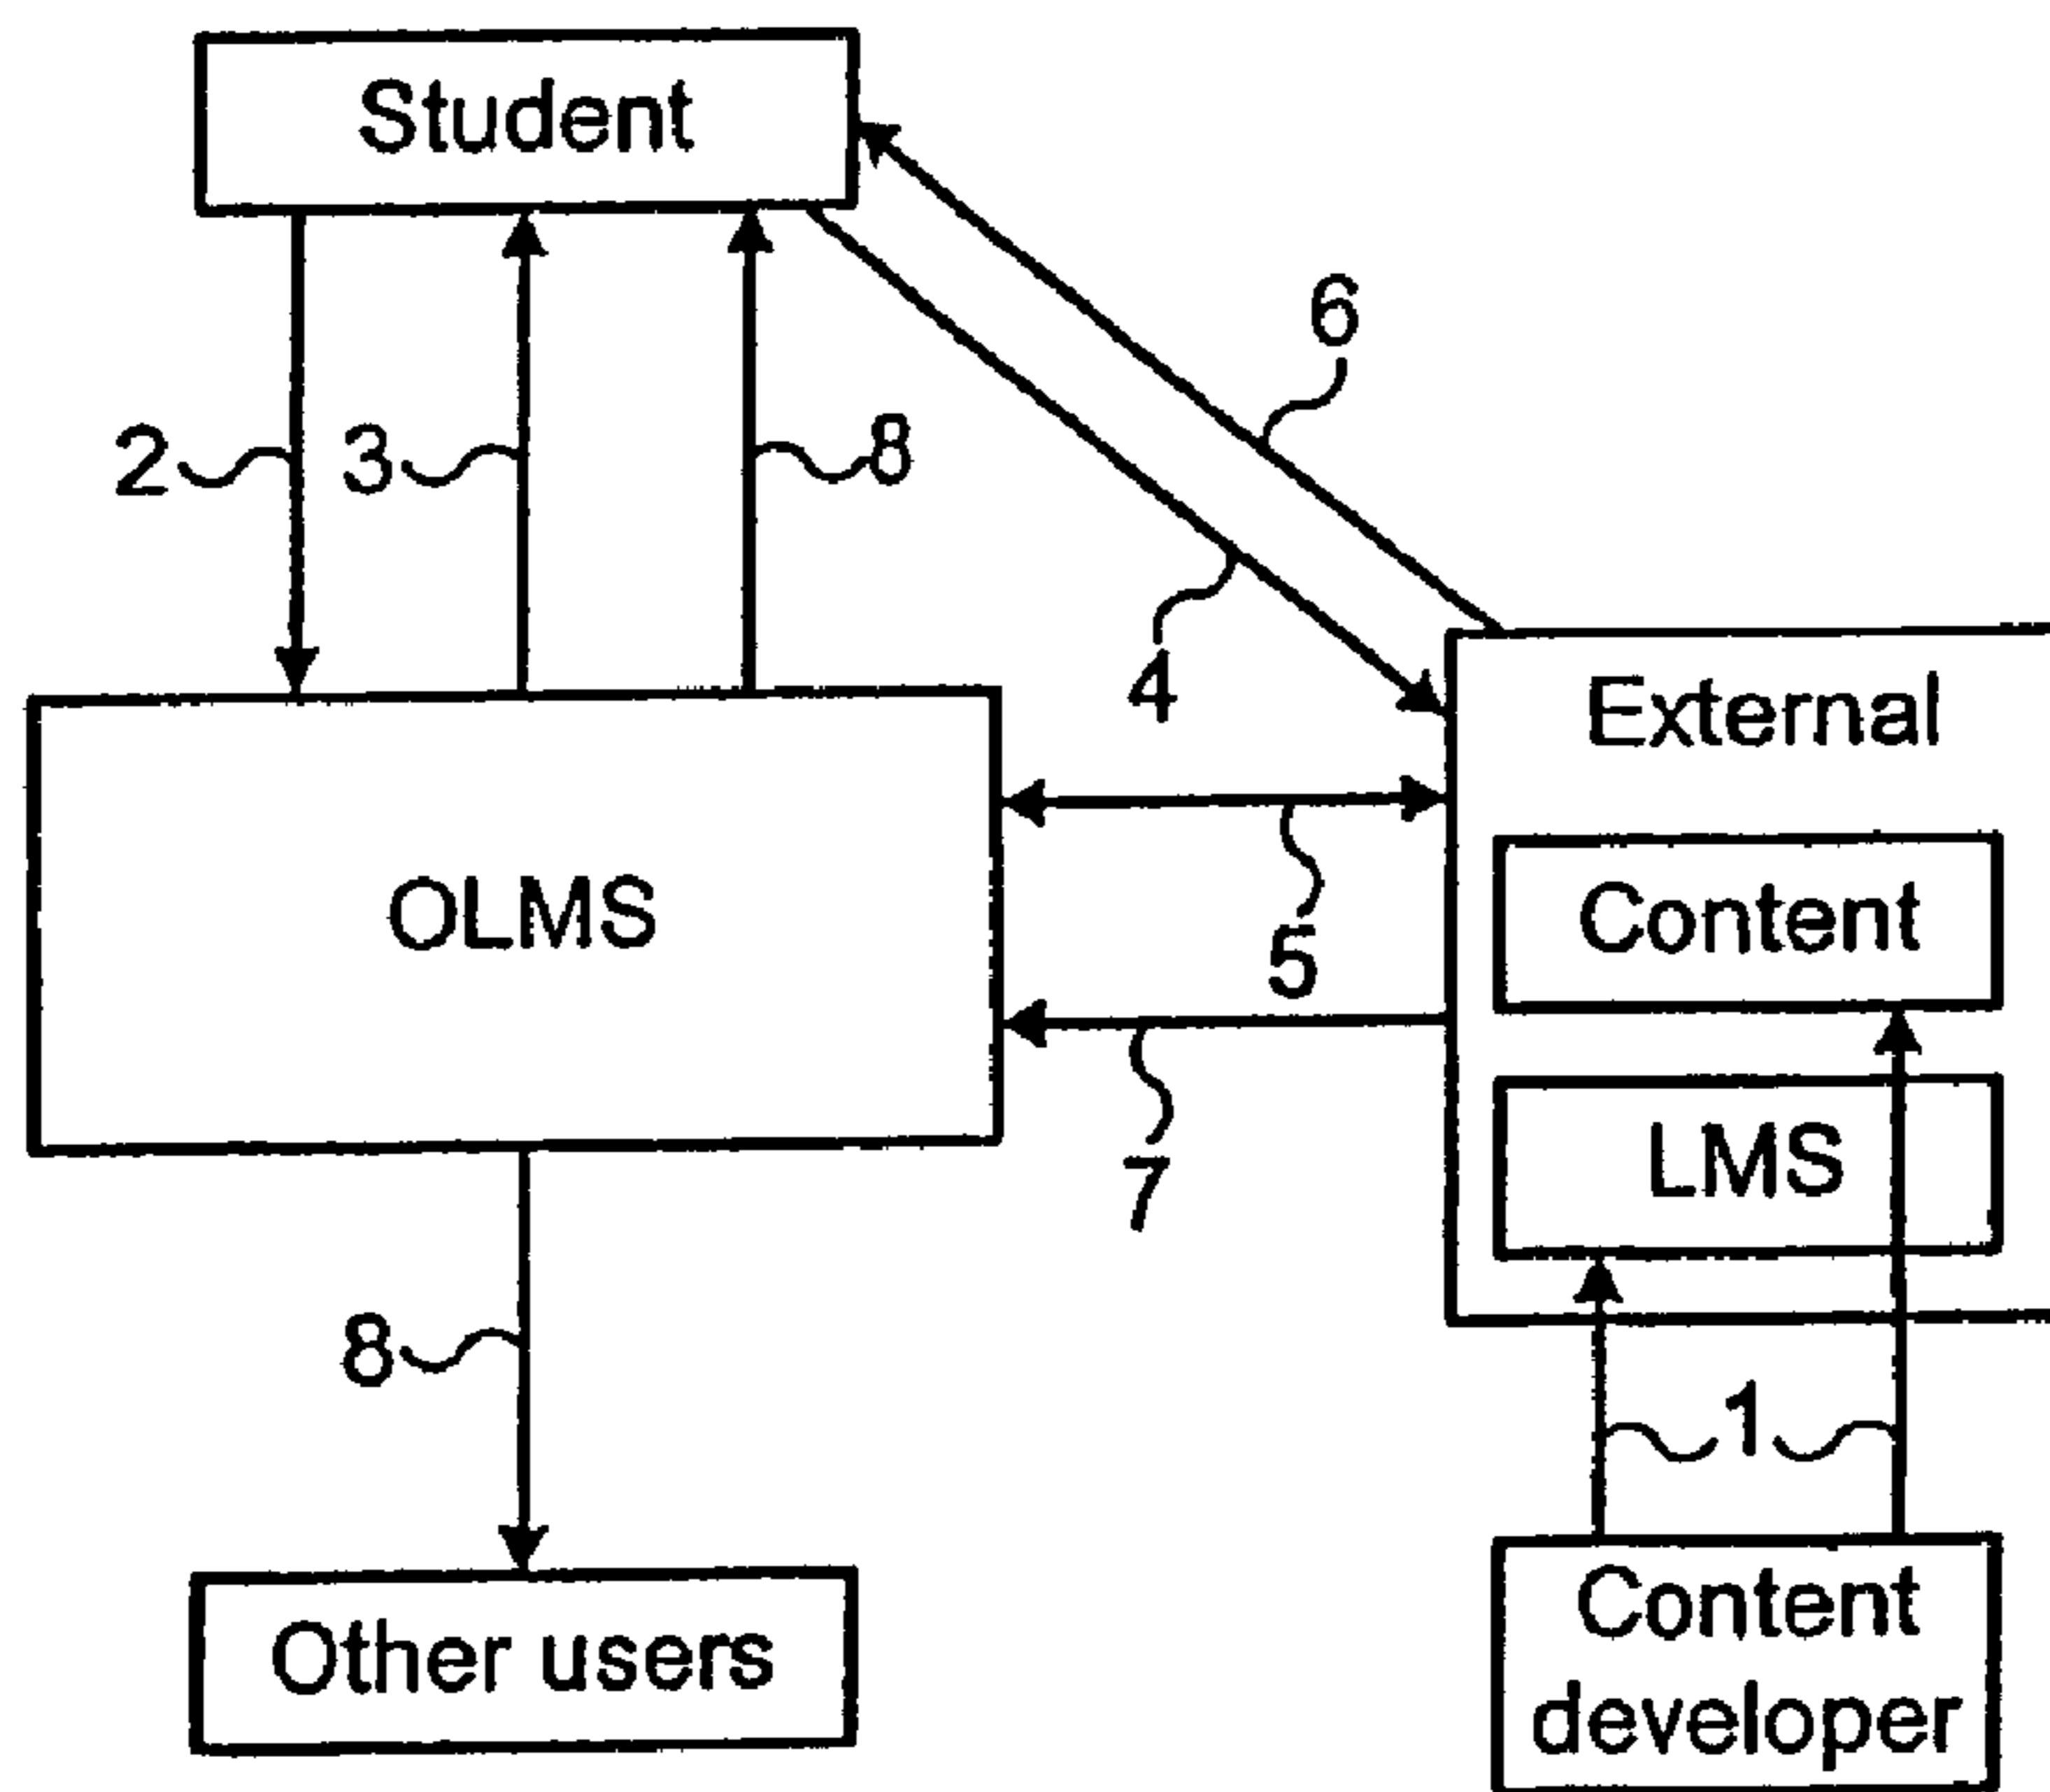 Student
6
2
3
8
4
External
OLMS
Content
5
LMS
7
8
1
Other users
Content
developer